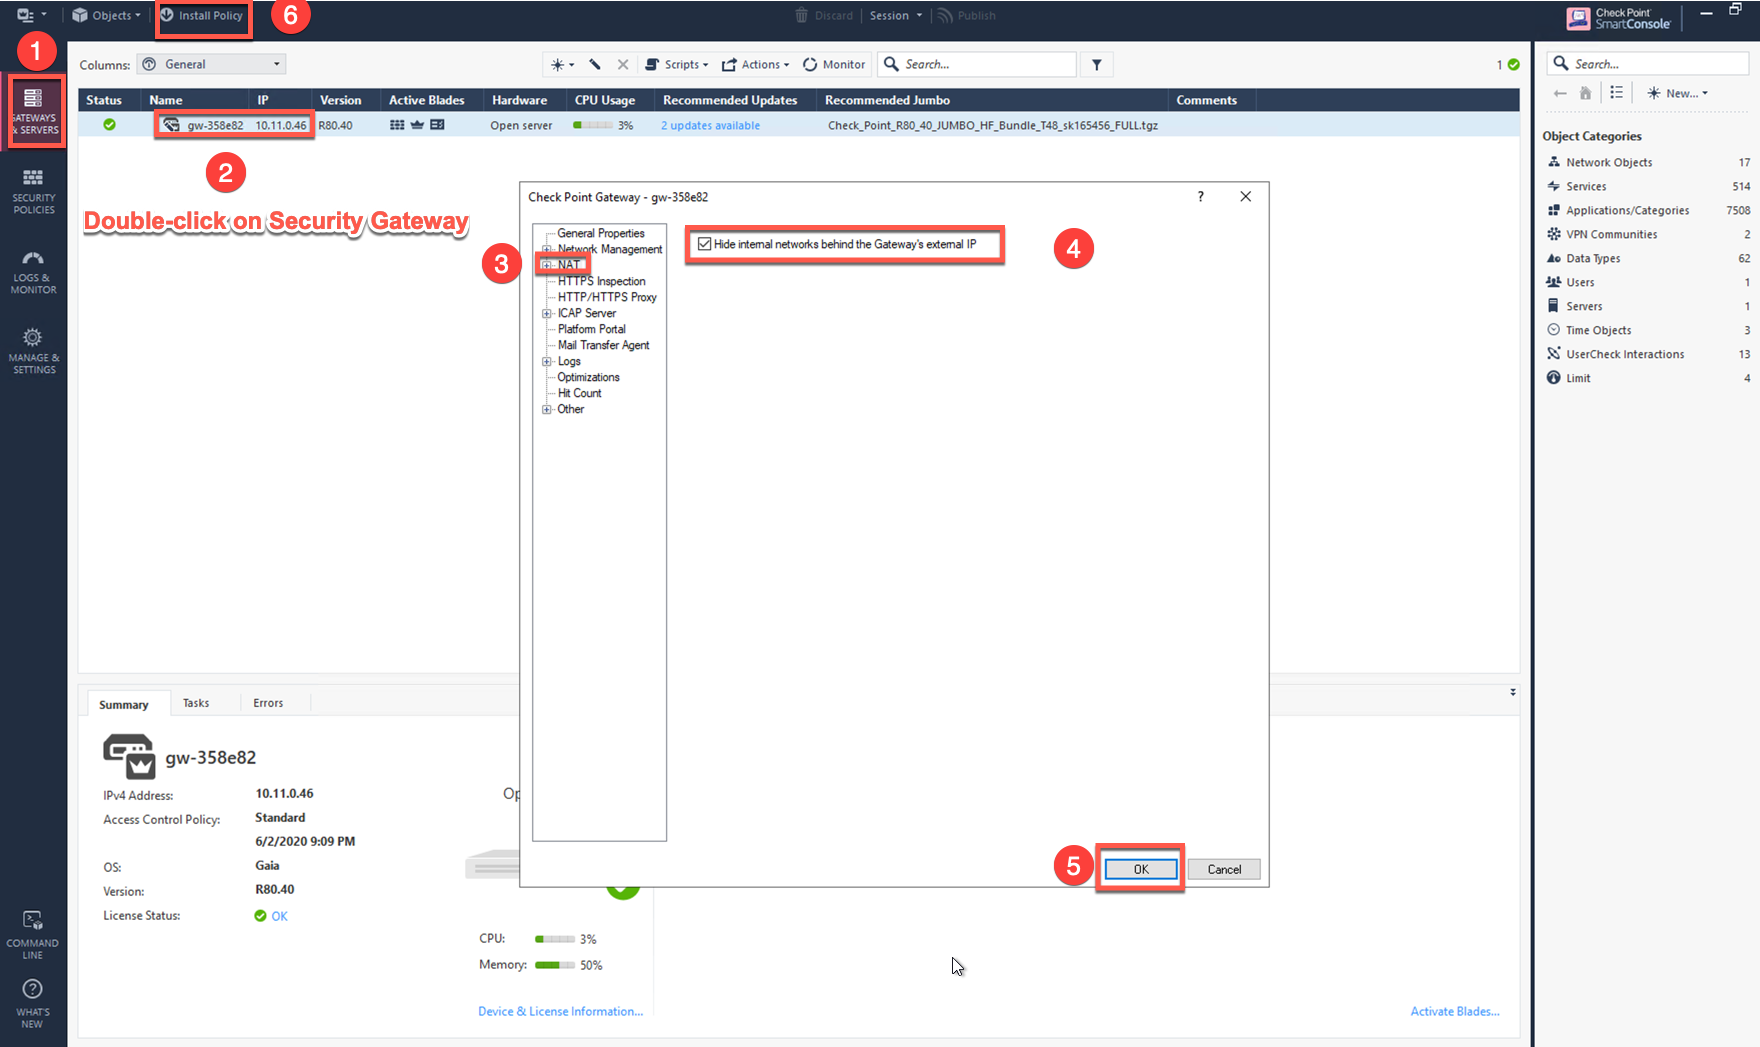 Objects
Install Policy
6
Discard
Session
Publish
Check Point
SmartConsole
1
GATEWAYS
& SERVERS
SECURITY
POLICIES
LOGS &
MONITOR
MANAGE &
SETTINGS
COMMAND
LINE
WHAT'S
NEW
Columns:
General
Scripts
Actions
Monitor
Search...
1
Status Name IP Version Active Blades Hardware CPU Usage Recommended Updates Recommended Jumbo Comments
gw-358e82 10.11.0.46 R80.40 Open server 3% 2 updates available Check_Point_R80_40_JUMBO_HF_Bundle_T48_sk165456_FULL.tgz
2
Double-click on Security Gateway
Check Point Gateway - gw-358e82
?
General Properties
Network Management
NAT
HTTPS Inspection
HTTP/HTTPS Proxy
ICAP Server
Platform Portal
Mail Transfer Agent
Logs
Optimizations
Hit Count
Other
3
Hide internal networks behind the Gateway's external IP
4
5
OK
Cancel
Summary
Tasks
Errors
gw-358e82
IPv4 Address: 10.11.0.46
Access Control Policy: Standard
6/2/2020 9:09 PM
OS: Gaia
Version: R80.40
License Status: OK
Op
CPU: 3%
Memory: 50%
Device & License Information...
Activate Blades...
Search...
New...
Object Categories
Network Objects 17
Services 514
Applications/Categories 7508
VPN Communities 2
Data Types 62
Users 1
Servers 1
Time Objects 3
UserCheck Interactions 13
Limit 4